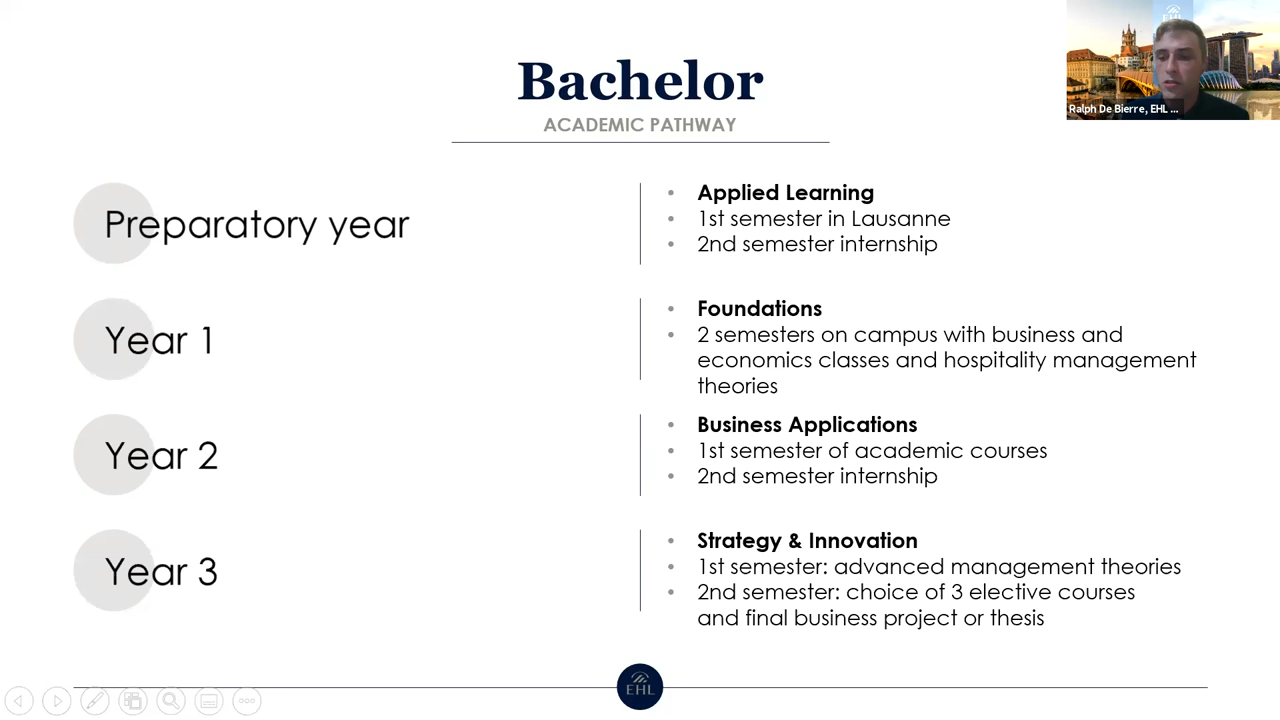 Bachelor
ACADEMIC PATHWAY
EHL
Ralph De Bierre, EHL ...
Preparatory year
• Applied Learning
• 1st semester in Lausanne
• 2nd semester internship
Year 1
• Foundations
• 2 semesters on campus with business and
economics classes and hospitality management
theories
Year 2
• Business Applications
• 1st semester of academic courses
• 2nd semester internship
Year 3
• Strategy & Innovation
• 1st semester: advanced management theories
• 2nd semester: choice of 3 elective courses
and final business project or thesis
EHL